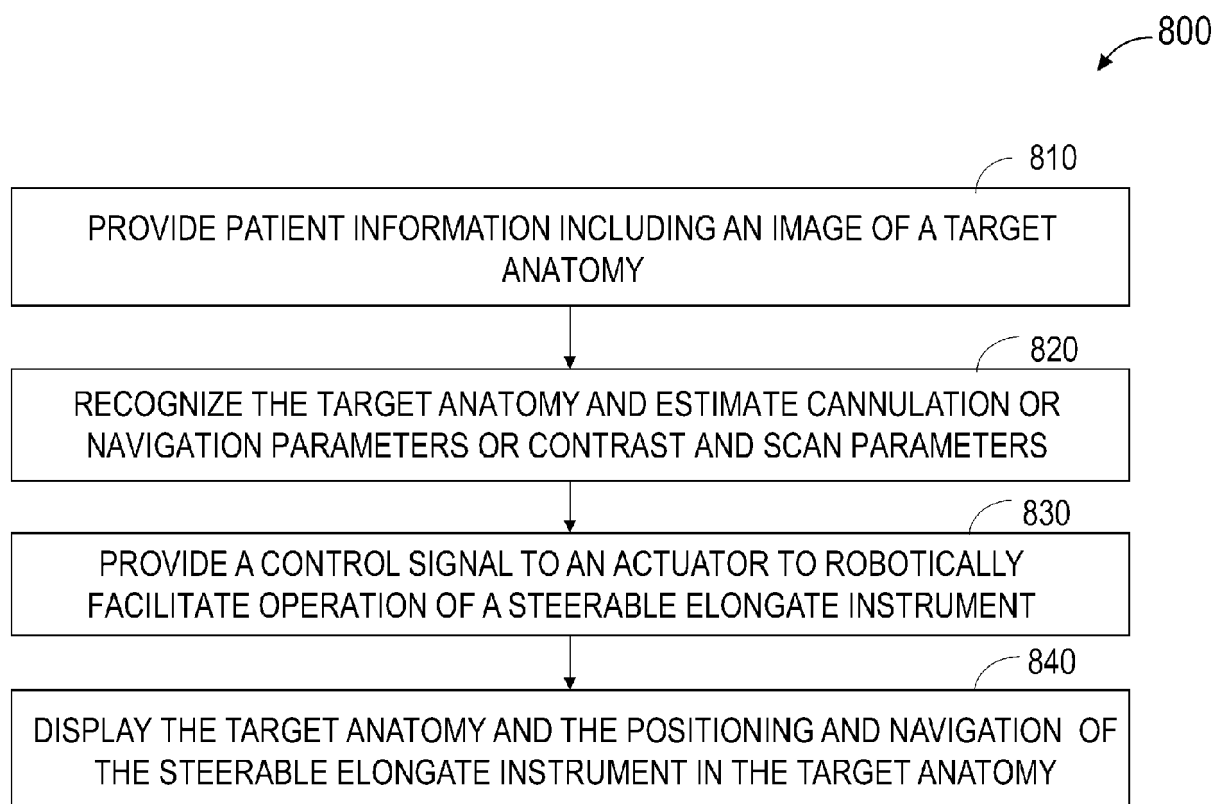 800
810
PROVIDE PATIENT INFORMATION INCLUDING AN IMAGE OF A TARGET
ANATOMY
820
RECOGNIZE THE TARGET ANATOMY AND ESTIMATE CANNULATION OR
NAVIGATION PARAMETERS OR CONTRAST AND SCAN PARAMETERS
830
PROVIDE A CONTROL SIGNAL TO AN ACTUATOR TO ROBOTICALLY
FACILITATE OPERATION OF A STEERABLE ELONGATE INSTRUMENT
840
DISPLAY THE TARGET ANATOMY AND THE POSITIONING AND NAVIGATION OF
THE STEERABLE ELONGATE INSTRUMENT IN THE TARGET ANATOMY